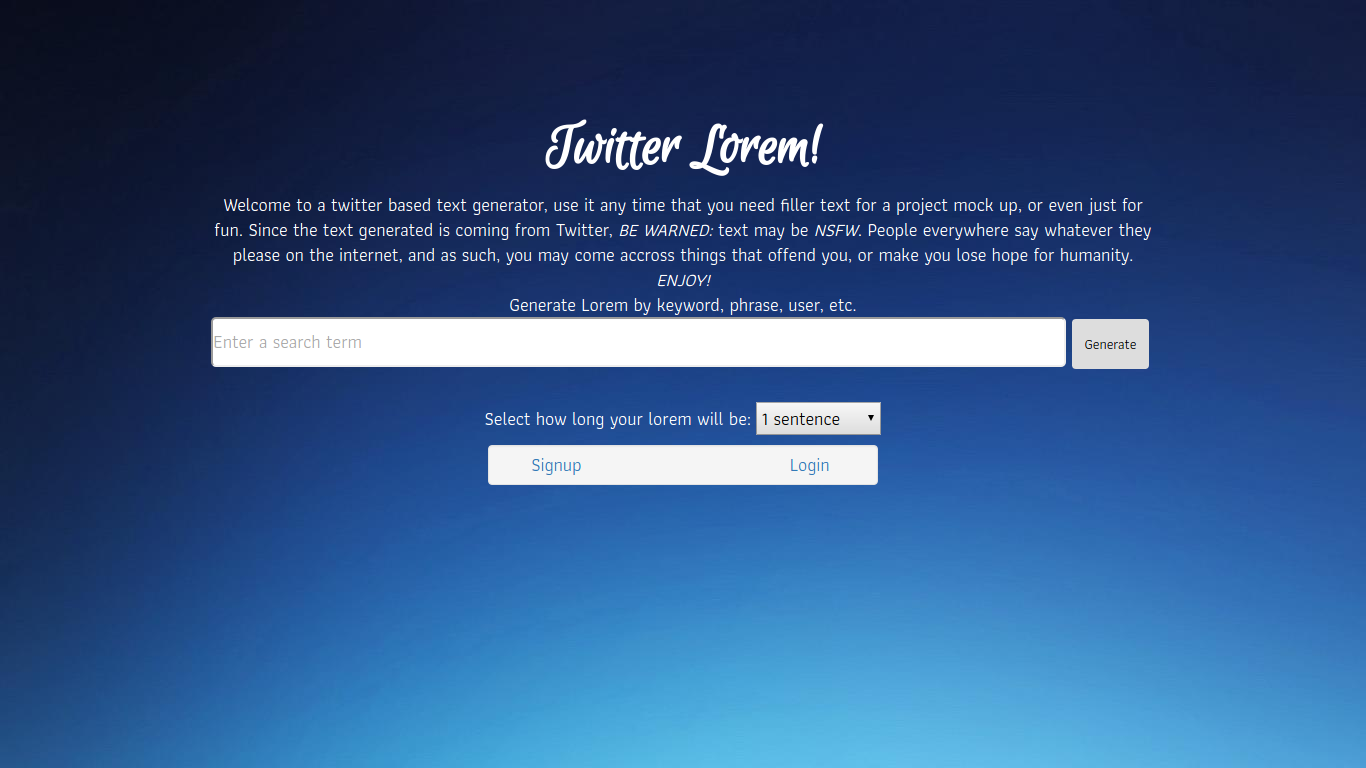 Twitter Lorem!
Welcome to a twitter based text generator, use it any time that you need filler text for a project mock up, or even just for
fun. Since the text generated is coming from Twitter, BE WARNED: text may be NSFW. People everywhere say whatever they
please on the internet, and as such, you may come accross things that offend you, or make you lose hope for humanity.
ENJOY!
Generate Lorem by keyword, phrase, user, etc.
Enter a search term Generate
Select how long your lorem will be: 1 sentence
Signup Login